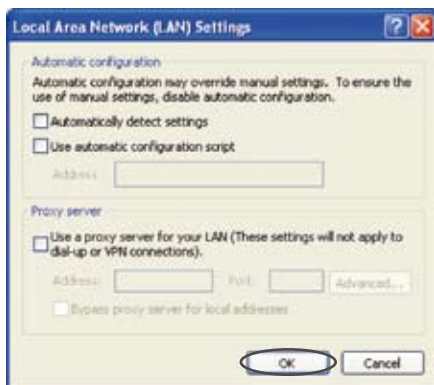 Local Area Network (LAN) Settings
Automatic configuration
Automatic configuration may override manual settings. To ensure the
use of manual settings, disable automatic configuration.
Automatically detect settings
Use automatic configuration script
Address
Proxy server
Use a proxy server for your LAN (These settings will not apply to
dial-up or VPN connections).
Address: Port: Advanced...
Bypass proxy server for local addresses
OK Cancel